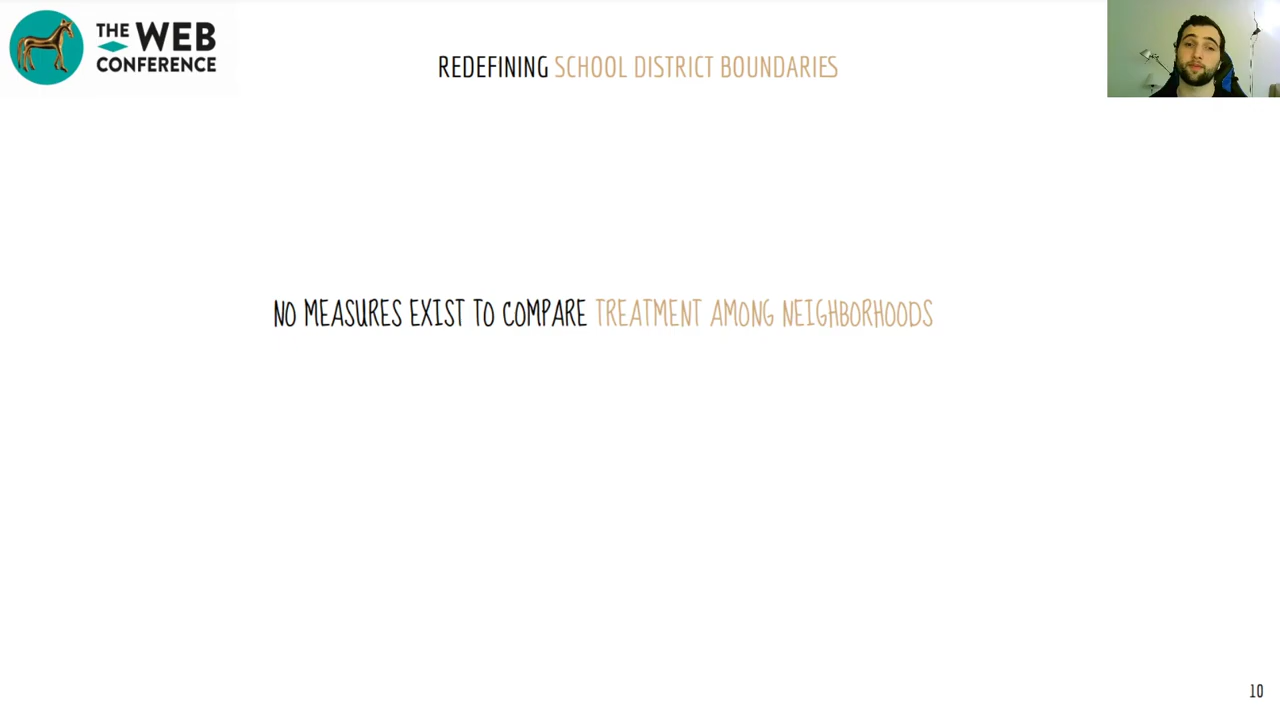 THE WEB
CONFERENCE
REDEFINING SCHOOL DISTRICT BOUNDARIES
NO MEASURES EXIST TO COMPARE TREATMENT AMONG NEIGHBORHOODS
10